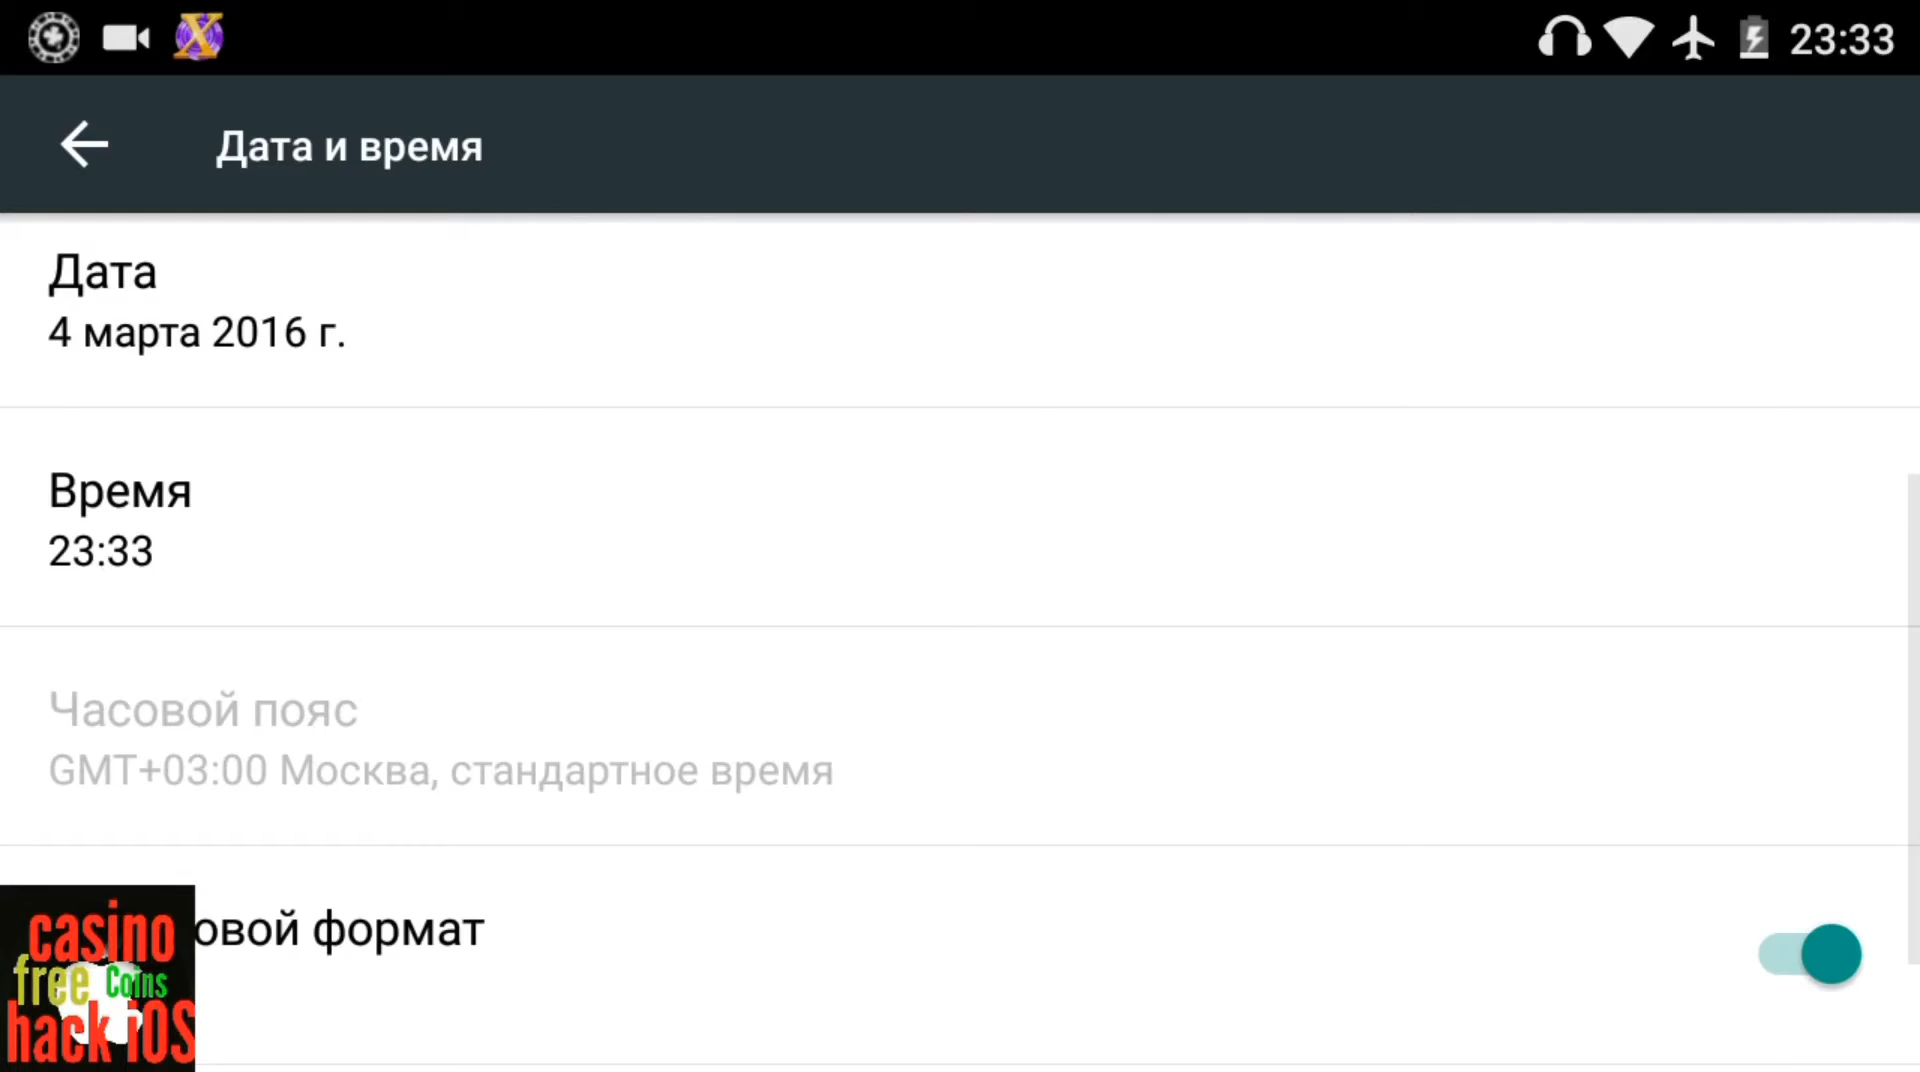 X
23:33
Дата и время
Дата
4 марта 2016 г.
Время
23:33
Часовой пояс
GMT+03:00 Москва, стандартное время
овой формат
casino
free Coins
hack iOS